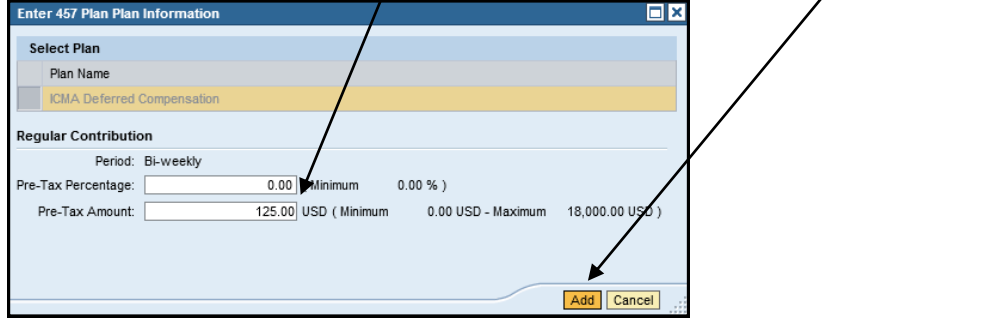 Enter 457 Plan Plan Information
Select Plan
Plan Name
ICMA Deferred Compensation
Regular Contribution
Period: Bi-weekly
Pre-Tax Percentage: 0.00 Minimum 0.00 % )
Pre-Tax Amount: 125.00 USD ( Minimum 0.00 USD - Maximum 18,000.00 USD )
Add Cancel